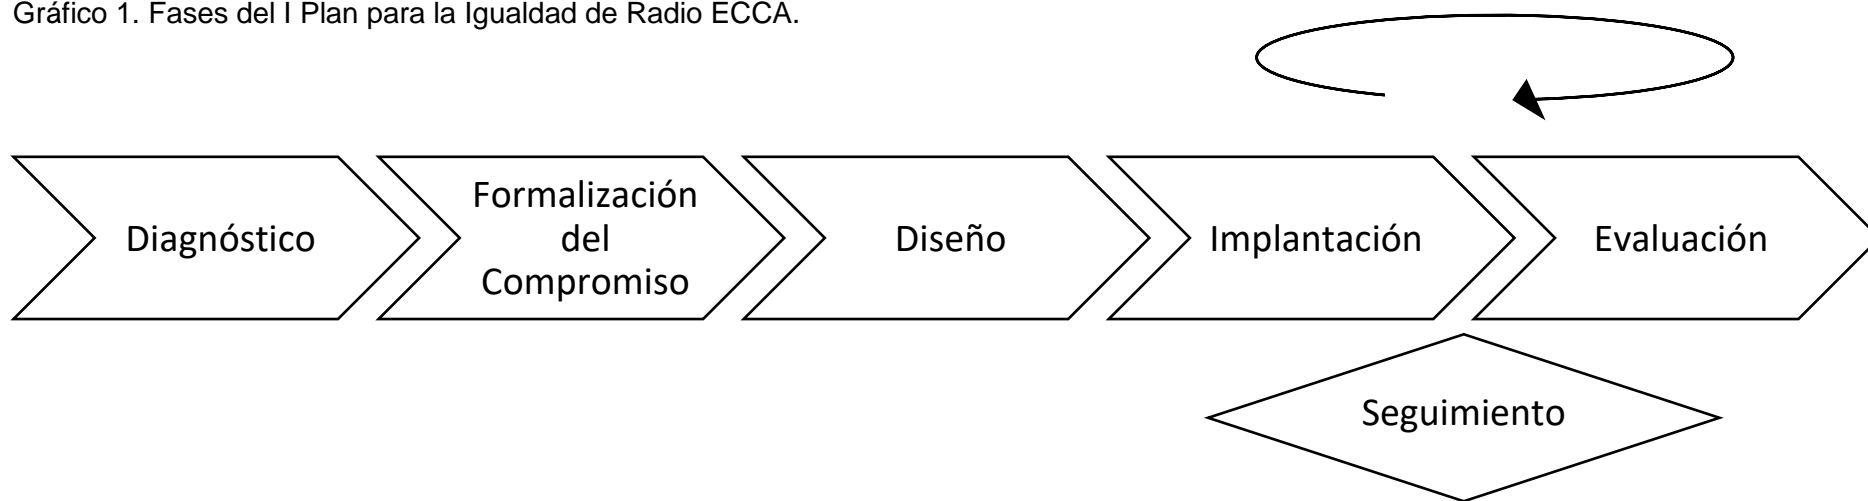 Gráfico 1. Fases del I Plan para la Igualdad de Radio ECCA.
Diagnóstico
Formalización
del
Compromiso
Diseño
Implantación
Evaluación
Seguimiento